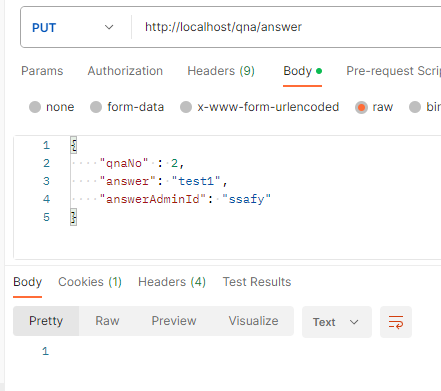 PUT http://localhost/qna/answer
Params Authorization Headers (9) Body Pre-request Scri
none form-data x-www-form-urlencoded raw bin
1 {
2 "qnaNo" : 2,
3 "answer": "test1",
4 "answerAdminId": "ssafy"
5 }
Body Cookies (1) Headers (4) Test Results
Pretty Raw Preview Visualize Text
1